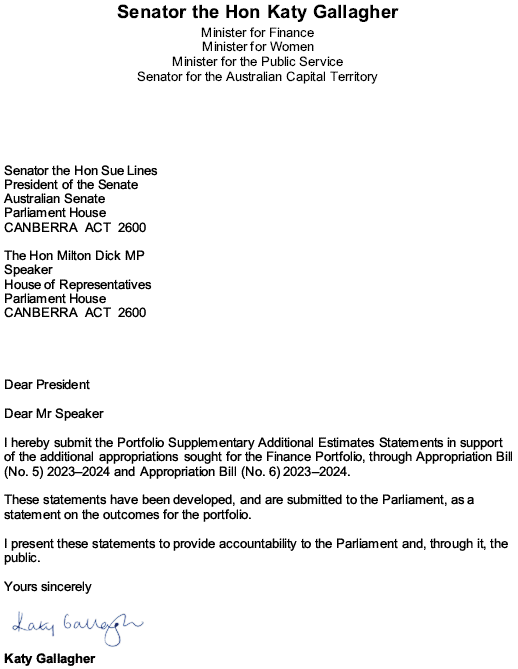 Senator the Hon Katy Gallagher
Minister for Finance
Minister for Women
Minister for the Public Service
Senator for the Australian Capital Territory
Senator the Hon Sue Lines
President of the Senate
Australian Senate
Parliament House
CANBERRA ACT 2600
The Hon Milton Dick MP
Speaker
House of Representatives
Parliament House
CANBERRA ACT 2600
Dear President
Dear Mr Speaker
I hereby submit the Portfolio Supplementary Additional Estimates Statements in support
of the additional appropriations sought for the Finance Portfolio, through Appropriation Bill
(No. 5) 2023–2024 and Appropriation Bill (No. 6) 2023–2024.
These statements have been developed, and are submitted to the Parliament, as a
statement on the outcomes for the portfolio.
I present these statements to provide accountability to the Parliament and, through it, the
public.
Yours sincerely
Katy Gallagher
Katy Gallagher